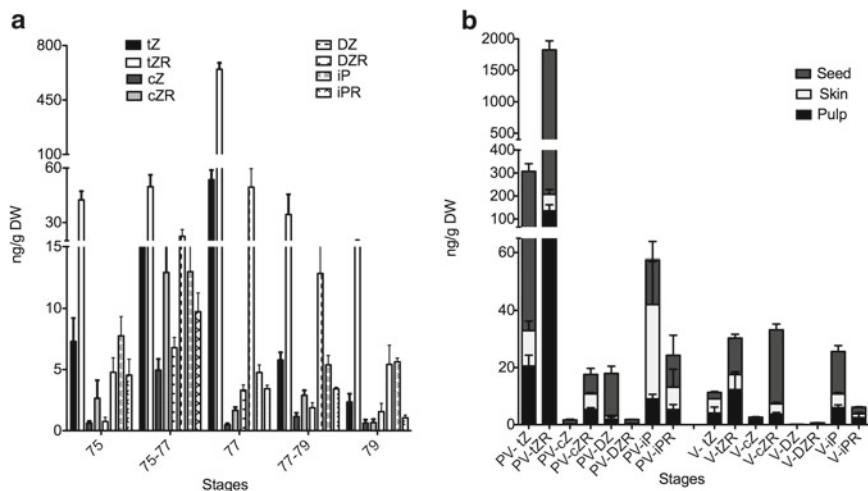 a
ng/g DW
800
450
100
60
30
15
10
5
0
tZ
tZR
cZ
cZR
DZ
DZR
iP
iPR
75
75-77
77
77-79
79
Stages
b
ng/g DW
2000
1500
1000
500
400
300
200
100
60
40
20
0
Seed
Skin
Pulp
PV- tZ
PV-tZR
PV-cZ
PV-cZR
PV-DZ
PV-DZR
PV-iP
PV-iPR
V- tZ
V-tZR
V-cZ
V-cZR
V-DZ
V-DZR
V-iP
V-iPR
Stages